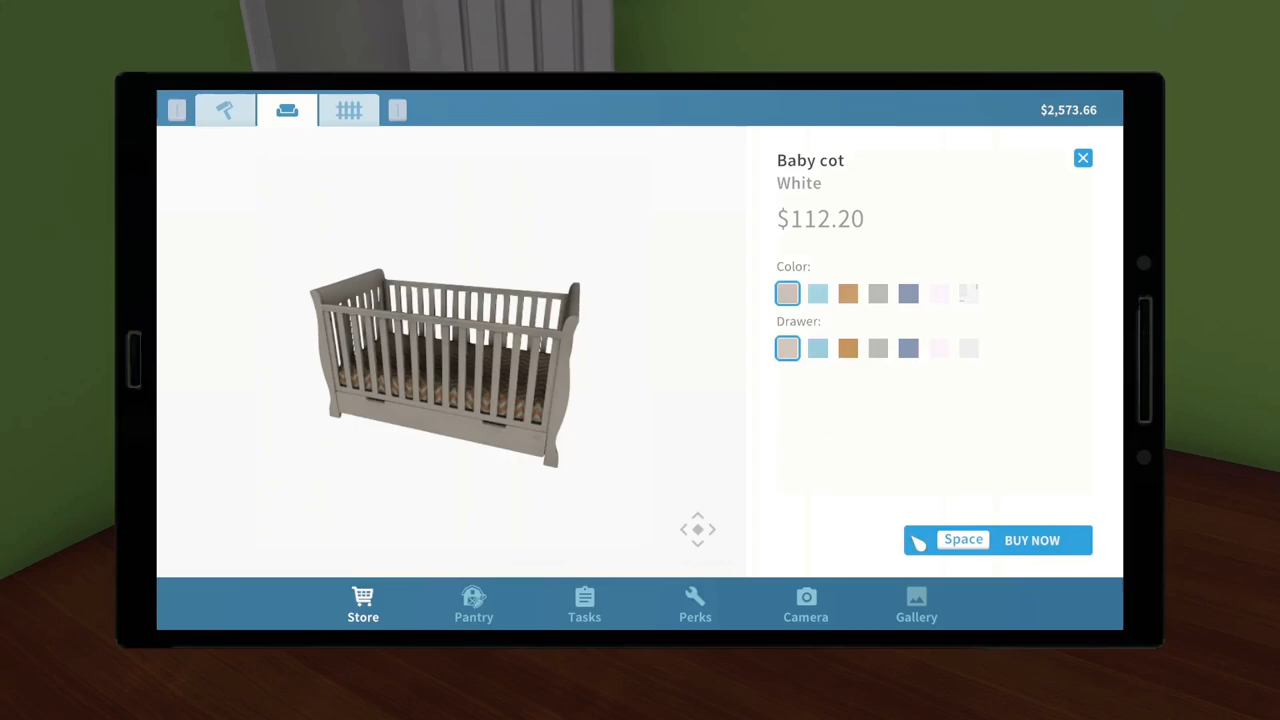 $2,573.66
Baby cot
White
$112.20
Color:
Drawer:
Space BUY NOW
Store Pantry Tasks Perks Camera Gallery